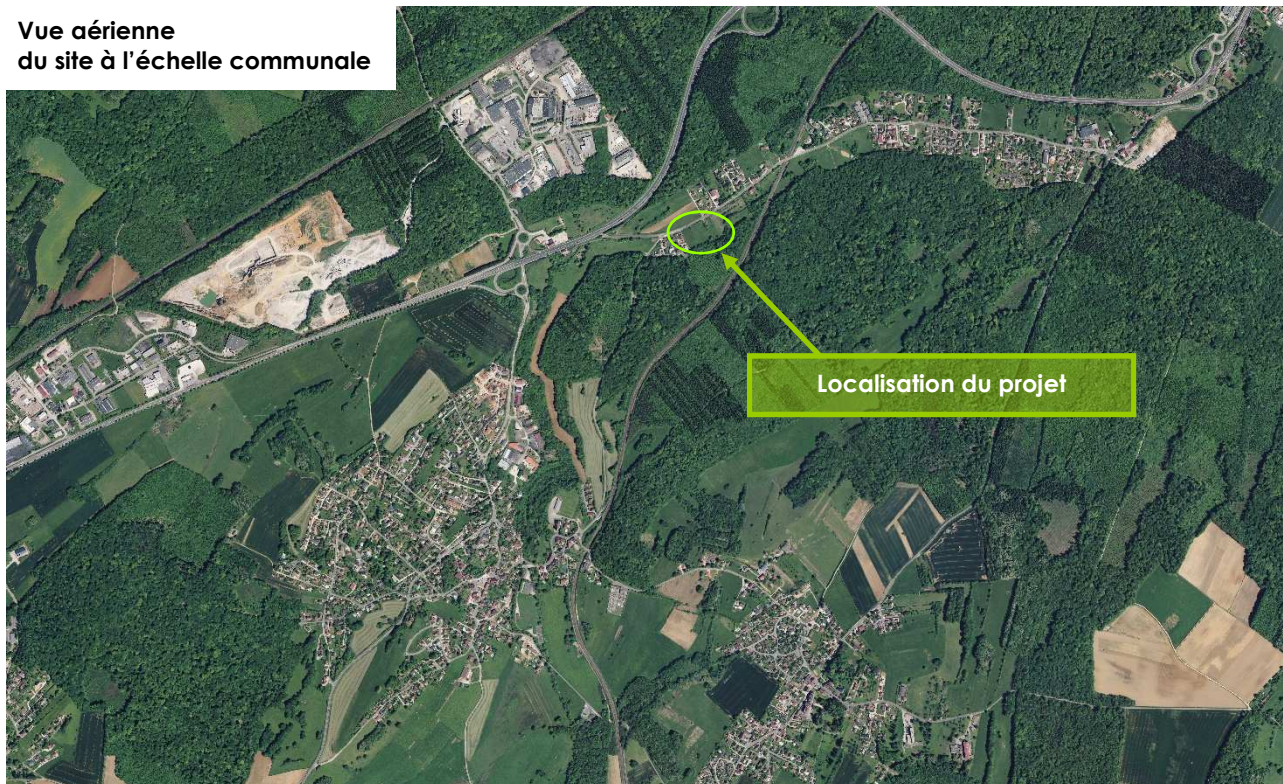 Vue aérienne
du site à l'échelle communale
Localisation du projet